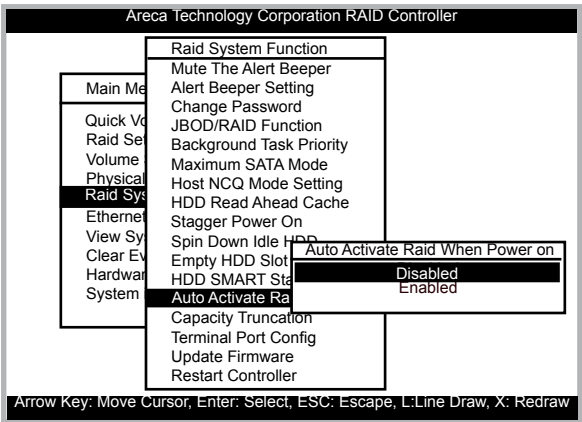 Areca Technology Corporation RAID Controller
Main Me
Quick Vo
Raid Set
Volume
Physical
Raid Sys
Ethernet
View Sy
Clear Ev
Hardwar
System
Raid System Function
Mute The Alert Beeper
Alert Beeper Setting
Change Password
JBOD/RAID Function
Background Task Priority
Maximum SATA Mode
Host NCQ Mode Setting
HDD Read Ahead Cache
Stagger Power On
Spin Down Idle HDD
Empty HDD Slot
HDD SMART Sta
Auto Activate Ra
Capacity Truncation
Terminal Port Config
Update Firmware
Restart Controller
Auto Activate Raid When Power on
Disabled
Enabled
Arrow Key: Move Cursor, Enter: Select, ESC: Escape, L:Line Draw, X: Redraw